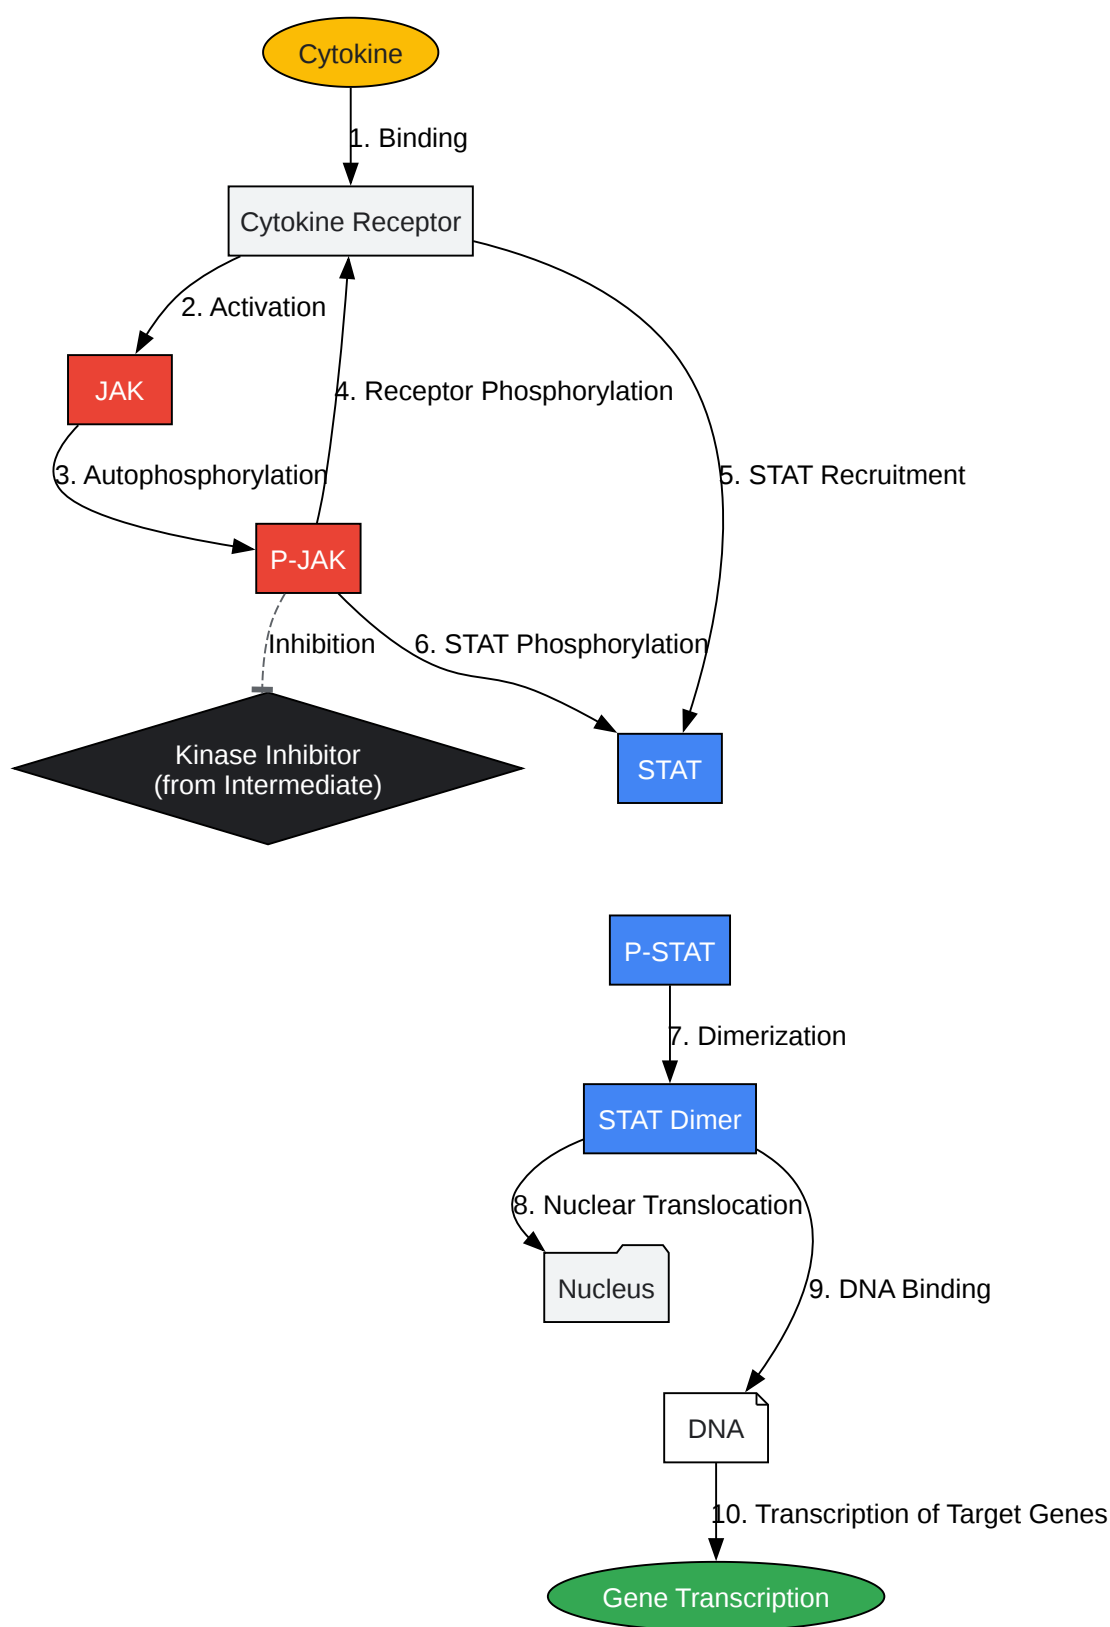 Cytokine
1. Binding
Cytokine Receptor
2. Activation
JAK
4. Receptor Phosphorylation
3. Autophosphorylation
5. STAT Recruitment
P-JAK
Inhibition
6. STAT Phosphorylation
Kinase Inhibitor
(from Intermediate)
STAT
P-STAT
7. Dimerization
STAT Dimer
8. Nuclear Translocation
Nucleus
9. DNA Binding
DNA
10. Transcription of Target Genes
Gene Transcription